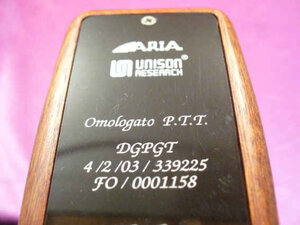 ARIA
UNISON®
RESEARCH
Omologato P.T.T.
DGPGT
4/2/03/339225
FO/0001158